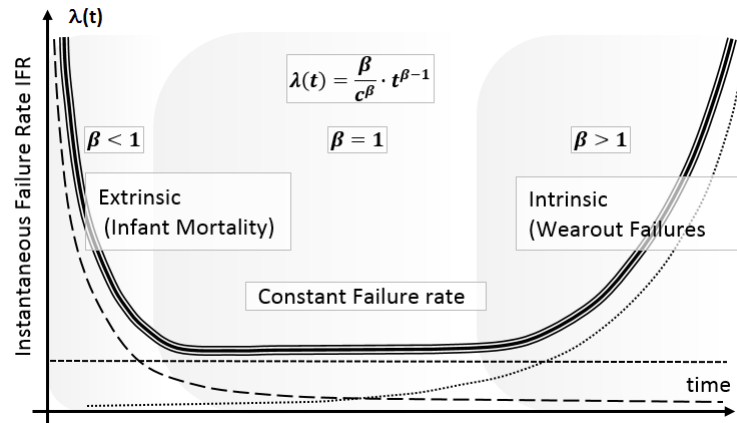 λ(t)
Instantaneous Failure Rate IFR
λ(t) = β/c^β · t^(β−1)
β < 1
β = 1
β > 1
Extrinsic
(Infant Mortality)
Intrinsic
(Wearout Failures
Constant Failure rate
time